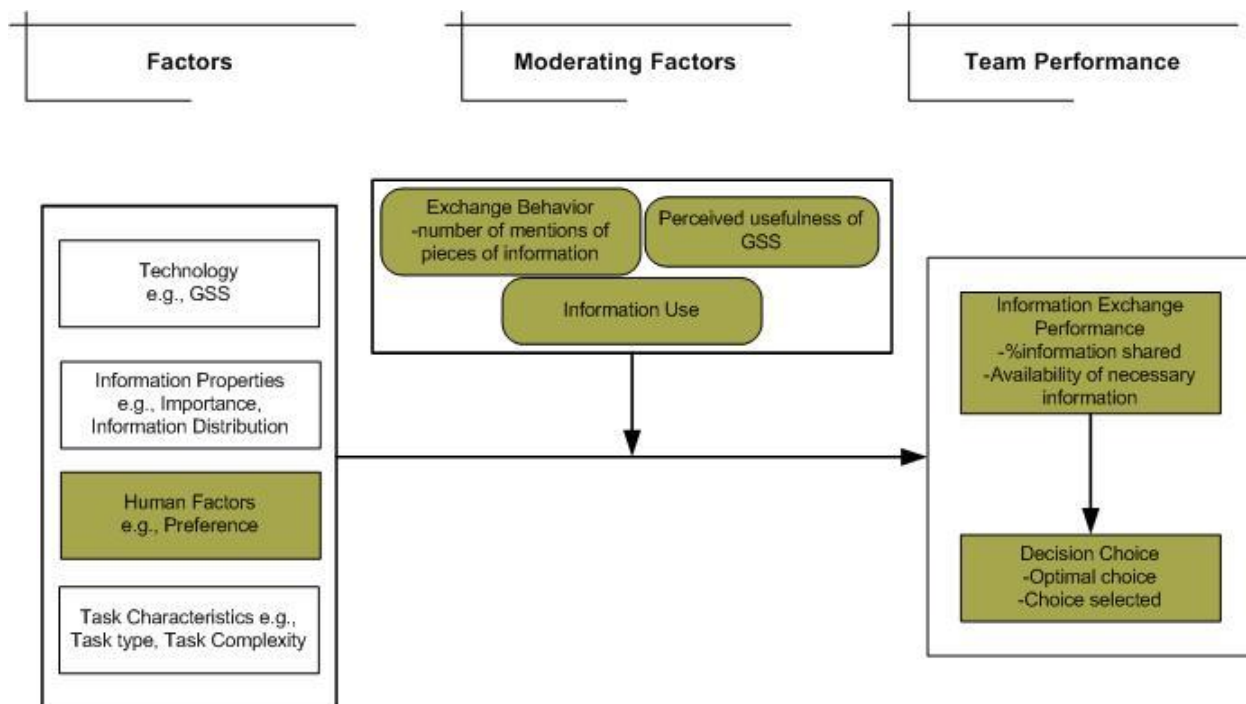 Factors
Moderating Factors
Team Performance
Technology
e.g., GSS
Information Properties
e.g., Importance,
Information Distribution
Human Factors
e.g., Preference
Task Characteristics e.g.,
Task type, Task Complexity
Exchange Behavior
-number of mentions of
pieces of information
Perceived usefulness of
GSS
Information Use
Information Exchange
Performance
-%information shared
-Availability of necessary
information
Decision Choice
-Optimal choice
-Choice selected